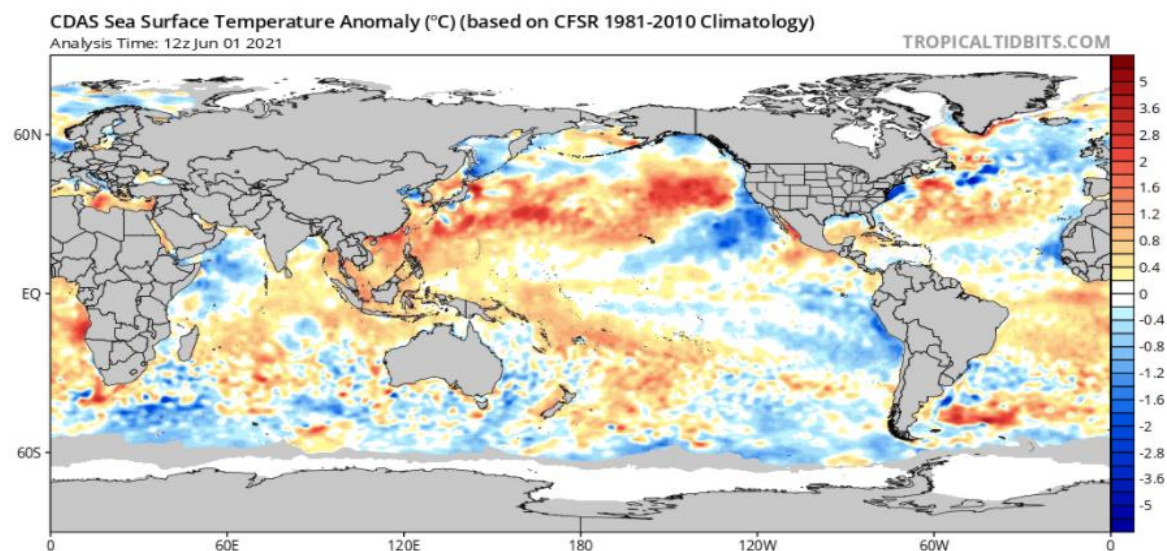 CDAS Sea Surface Temperature Anomaly (°C) (based on CFSR 1981-2010 Climatology)
Analysis Time: 12z Jun 01 2021
TROPICALTIDBITS.COM
60N
EQ
60S
0
60E
120E
180
120W
60W
0
5
3.6
2.8
2
1.6
1.2
0.8
0.4
0
-0.4
-0.8
-1.2
-1.6
-2
-2.8
-3.6
-5